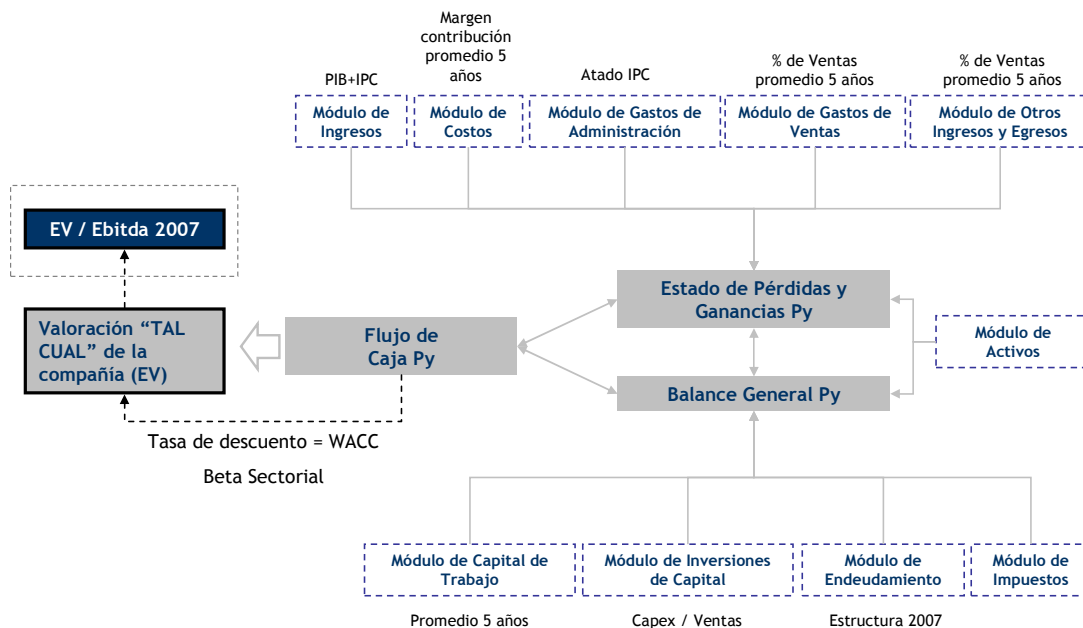 Margen
contribución
promedio 5
años
PIB+IPC
Atado IPC
% de Ventas
promedio 5 años
% de Ventas
promedio 5 años
Módulo de
Ingresos
Módulo de
Costos
Módulo de Gastos de
Administración
Módulo de Gastos de
Ventas
Módulo de Otros
Ingresos y Egresos
EV / Ebitda 2007
Estado de Pérdidas y
Ganancias Py
Valoración “TAL
CUAL” de la
compañía (EV)
Flujo de
Caja Py
Módulo de
Activos
Balance General Py
Tasa de descuento = WACC
Beta Sectorial
Módulo de Capital de
Trabajo
Módulo de Inversiones
de Capital
Módulo de
Endeudamiento
Módulo de
Impuestos
Promedio 5 años
Capex / Ventas
Estructura 2007